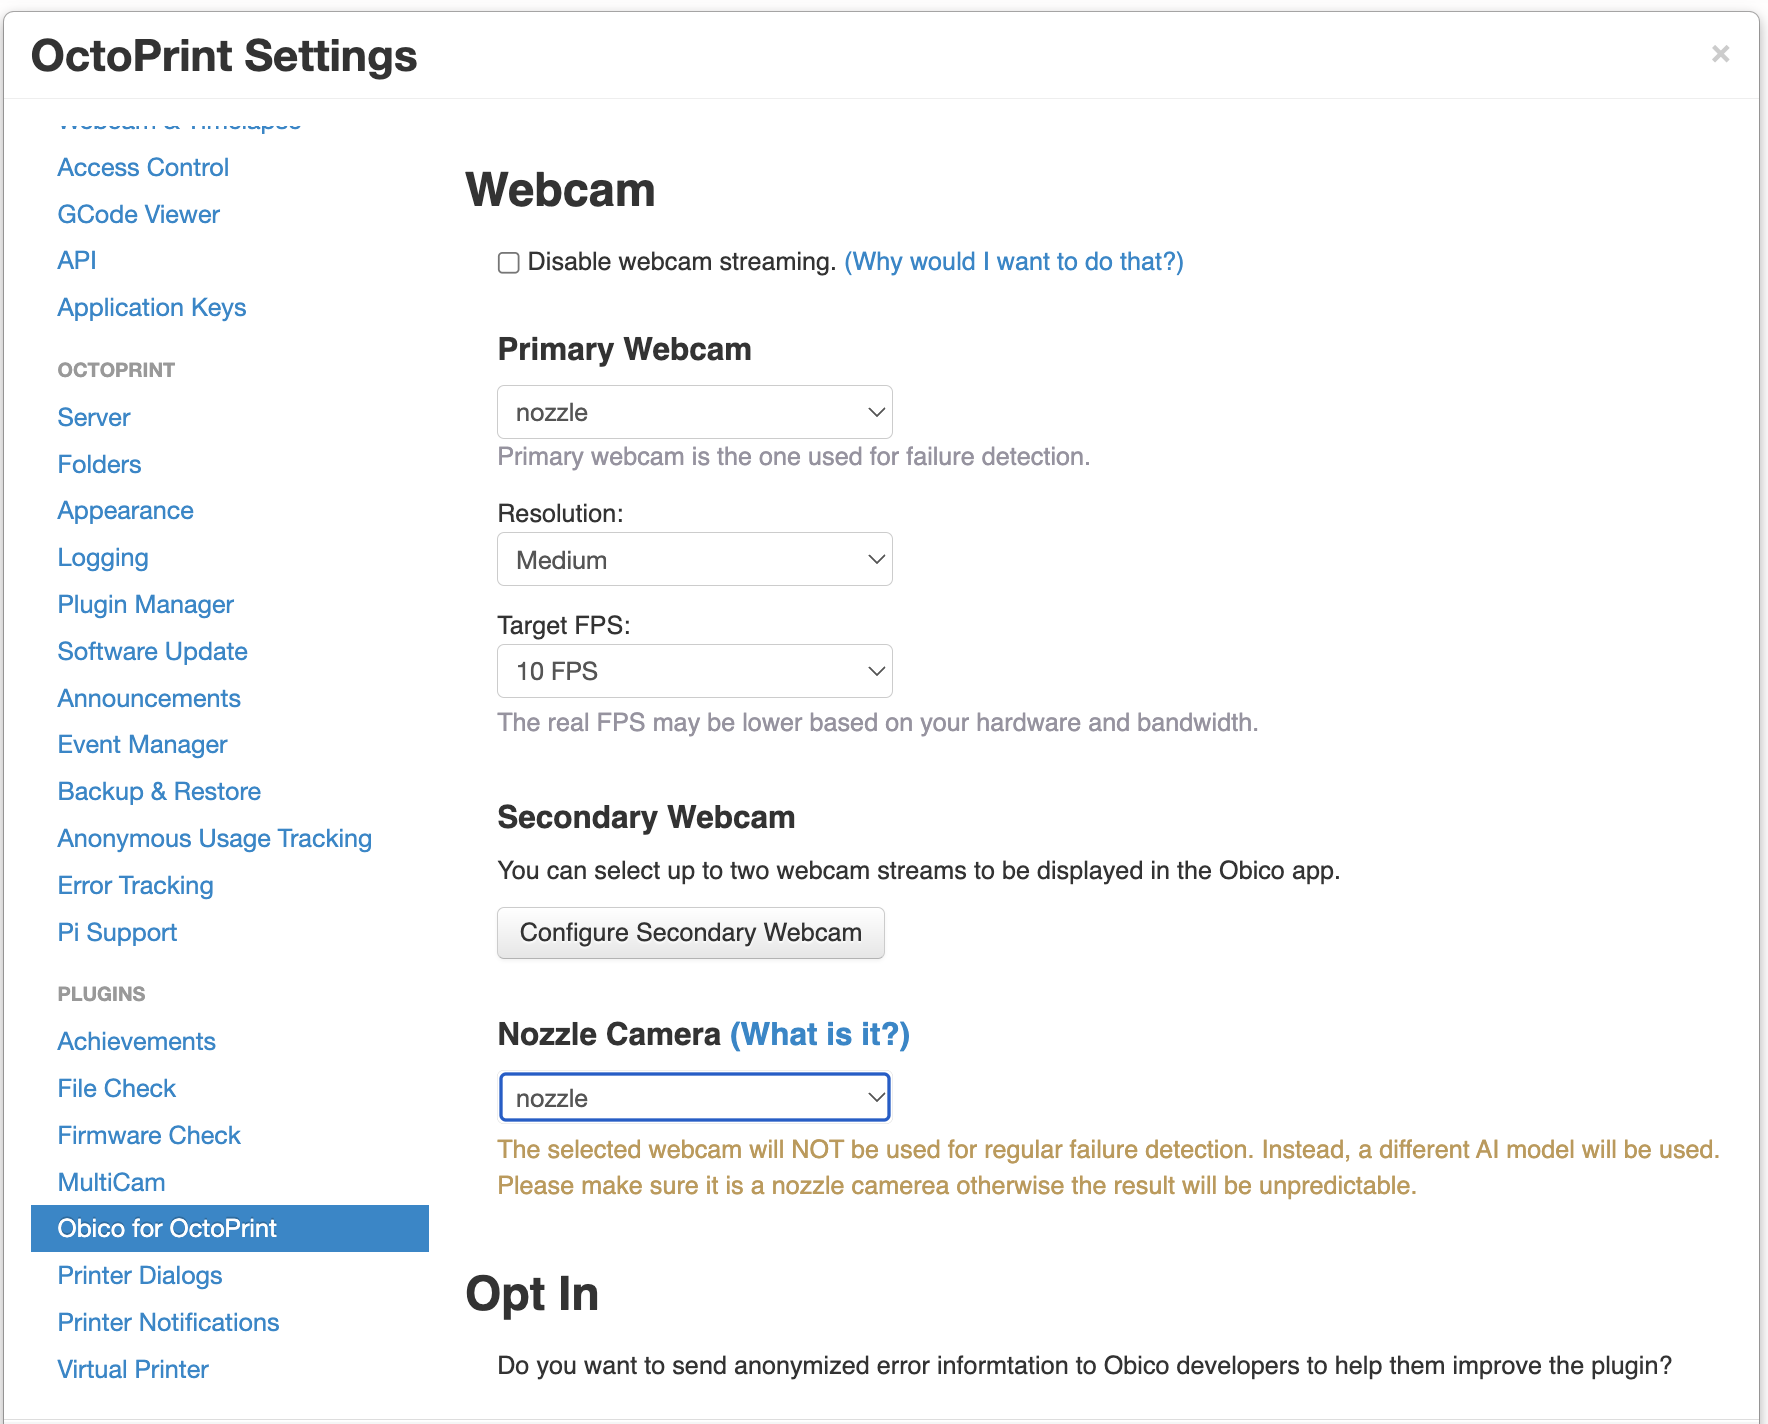 OctoPrint Settings
×
Webcam & Timelapse
Access Control
GCode Viewer
API
Application Keys
OCTOPRINT
Server
Folders
Appearance
Logging
Plugin Manager
Software Update
Announcements
Event Manager
Backup & Restore
Anonymous Usage Tracking
Error Tracking
Pi Support
PLUGINS
Achievements
File Check
Firmware Check
MultiCam
Obico for OctoPrint
Printer Dialogs
Printer Notifications
Virtual Printer
Webcam
Disable webcam streaming. (Why would I want to do that?)
Primary Webcam
nozzle
Primary webcam is the one used for failure detection.
Resolution:
Medium
Target FPS:
10 FPS
The real FPS may be lower based on your hardware and bandwidth.
Secondary Webcam
You can select up to two webcam streams to be displayed in the Obico app.
Configure Secondary Webcam
Nozzle Camera (What is it?)
nozzle
The selected webcam will NOT be used for regular failure detection. Instead, a different AI model will be used.
Please make sure it is a nozzle camerea otherwise the result will be unpredictable.
Opt In
Do you want to send anonymized error informtation to Obico developers to help them improve the plugin?